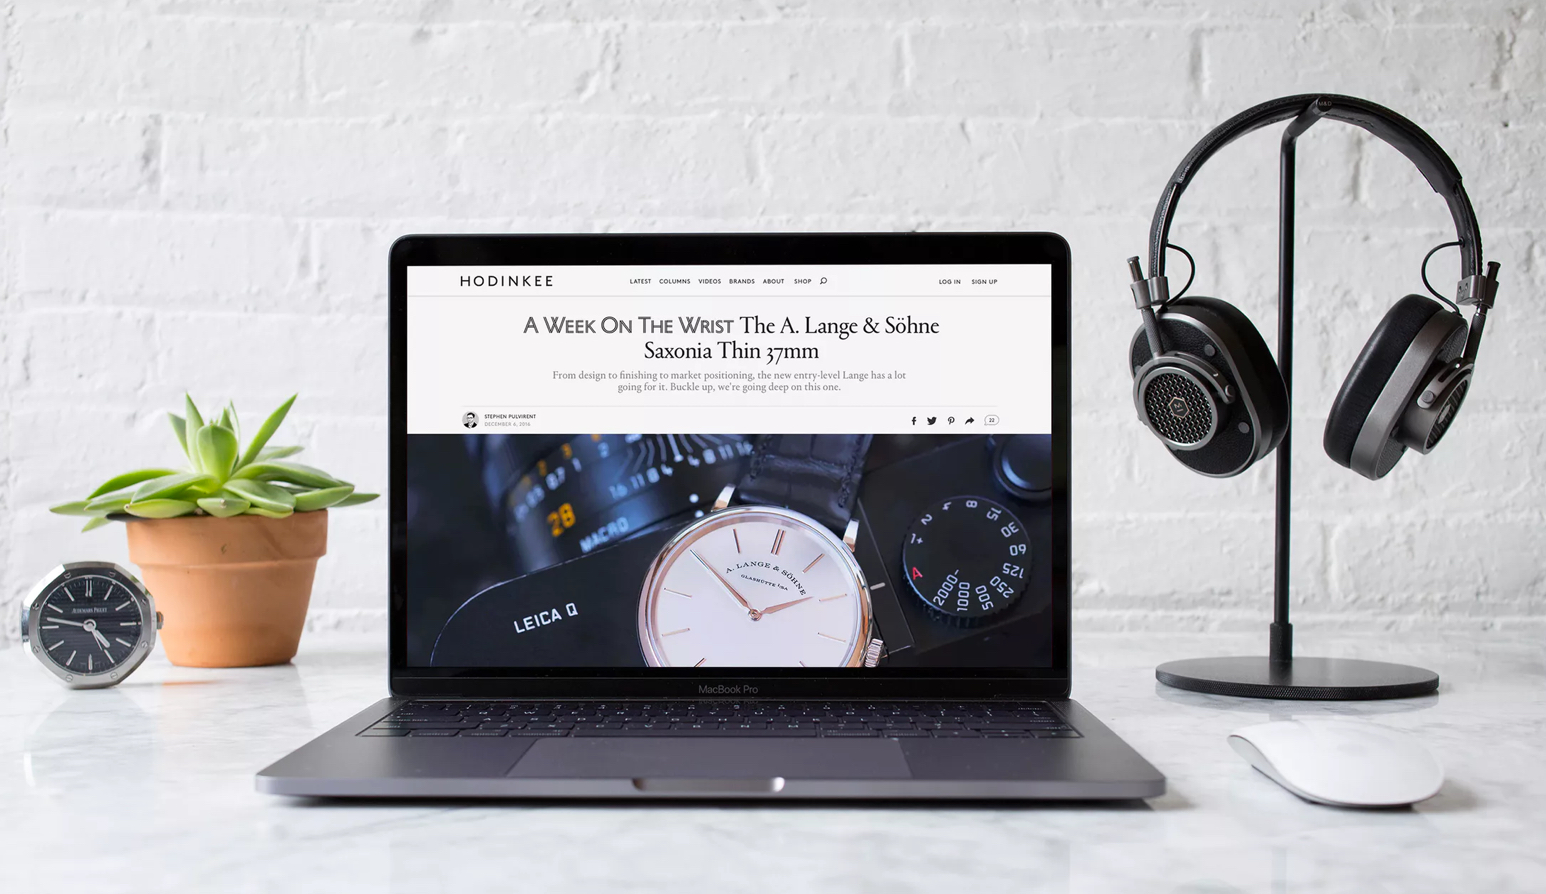 HODINKEE
LATEST COLUMNS VIDEOS BRANDS ABOUT SHOP
LOG IN SIGN UP
A WEEK ON THE WRIST The A. Lange & Söhne
Saxonia Thin 37mm
From design to finishing to market positioning, the new entry-level Lange has a lot
going for it. Buckle up, we're going deep on this one.
STEPHEN PULVIRENT
DECEMBER 6, 2016
22
28
MACRO
16 11 8 4
LEICA Q
A. LANGE & SÖHNE
GLASHÜTTE I/SA
1+ 2 4 8 15 30 60 125 250 500 1000 2000-
A
AUDEMARS PIGUET
MacBook Pro
M&D